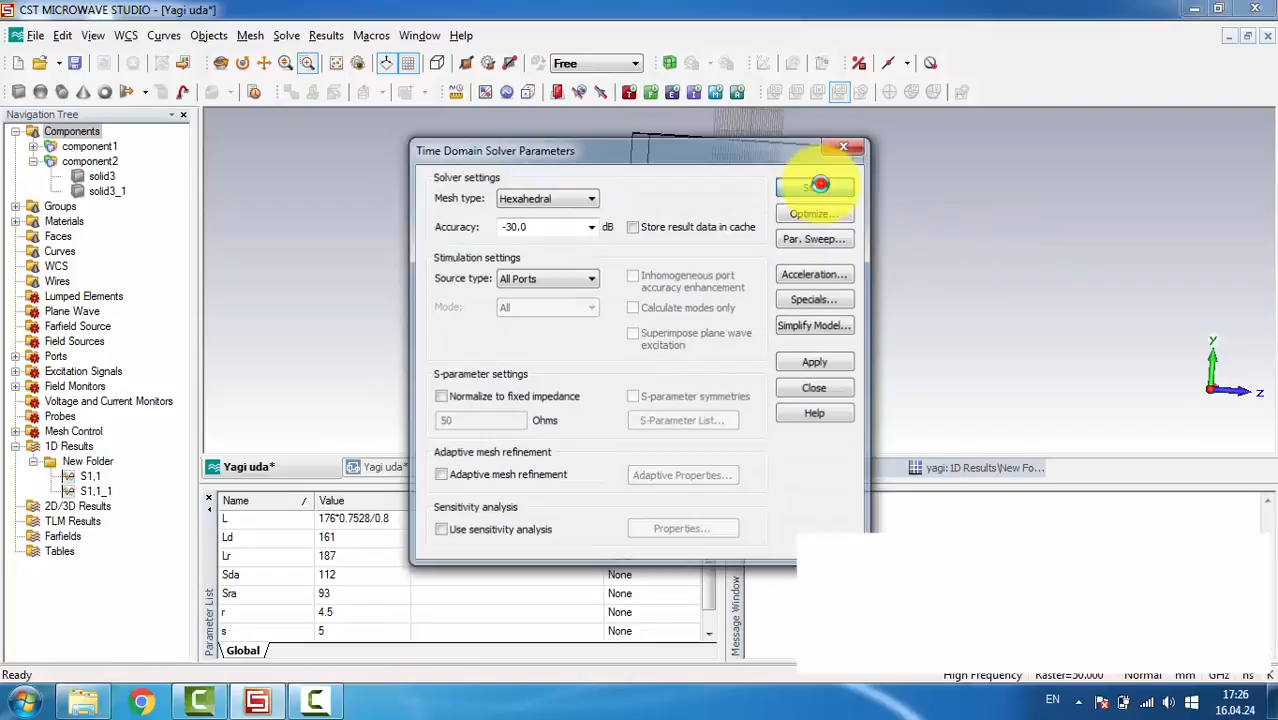 CST MICROWAVE STUDIO - [Yagi uda*]
File Edit View WCS Curves Objects Mesh Solve Results Macros Window Help
Free
Navigation Tree
Components
component1
component2
solid3
solid3_1
Groups
Materials
Faces
Curves
WCS
Wires
Lumped Elements
Plane Wave
Farfield Source
Field Sources
Ports
Excitation Signals
Field Monitors
Voltage and Current Monitors
Probes
Mesh Control
1D Results
New Folder
S1,1
S1,1_1
2D/3D Results
TLM Results
Farfields
Tables
Time Domain Solver Parameters
Solver settings
Mesh type: Hexahedral
Accuracy: -30.0 dB
Store result data in cache
Stimulation settings
Source type: All Ports
Mode: All
Inhomogeneous port
accuracy enhancement
Calculate modes only
Superimpose plane wave
excitation
S-parameter settings
Normalize to fixed impedance
50 Ohms
S-parameter symmetries
S-Parameter List...
Adaptive mesh refinement
Adaptive mesh refinement
Adaptive Properties...
Sensitivity analysis
Use sensitivity analysis
Properties...
Optimize...
Par. Sweep...
Acceleration...
Specials...
Simplify Model...
Apply
Close
Help
y
z
Yagi uda*
Yagi uda*
yagi: 1D Results\New Fo...
Name / Value
L 176*0.7528/0.8
Ld 161
Lr 187
Sda 112 None
Sra 93 None
r 4.5 None
s 5 None
Global
Parameter List
Message Window
Ready
High Frequency Raster=50.000 Normal mm GHz ns K
EN
17:26
16.04.24